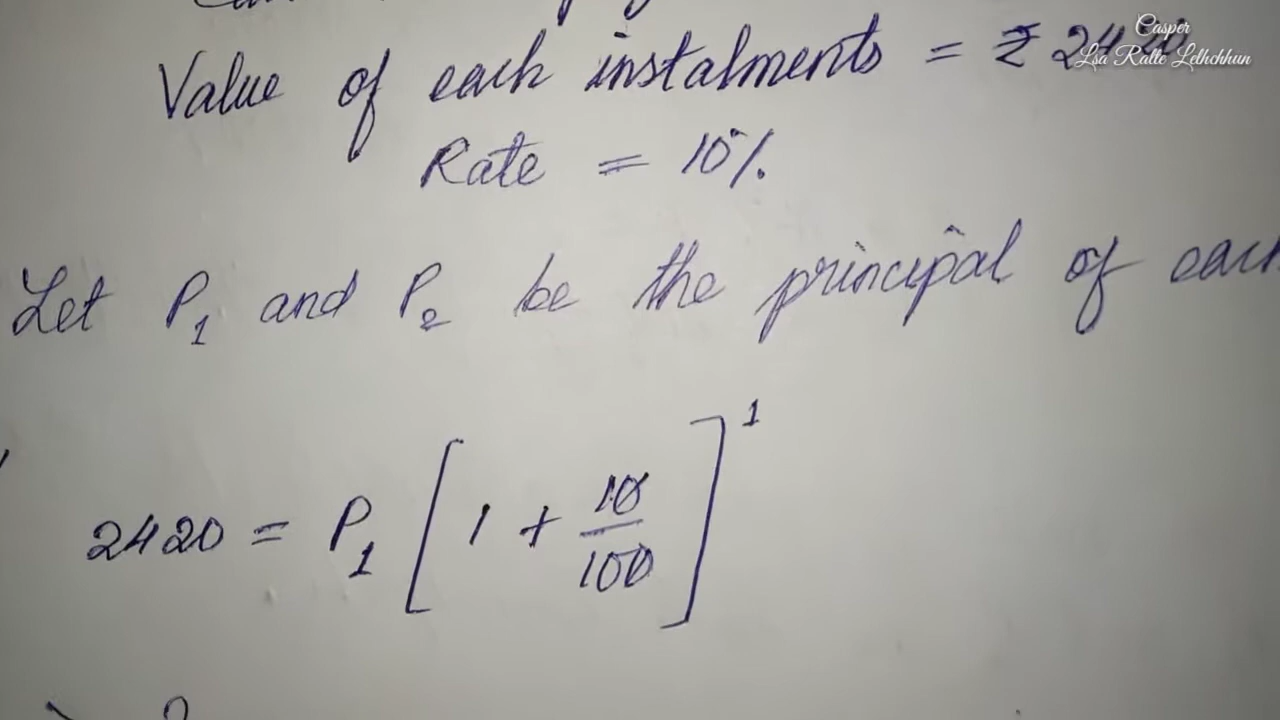 Casper
Lsa Ralte Lelhchhun
Value of each instalments = ₹ 2420
Rate = 10%.
Let P₁ and P₂ be the principal of each
2420 = P₁ [1 + 10/100]¹